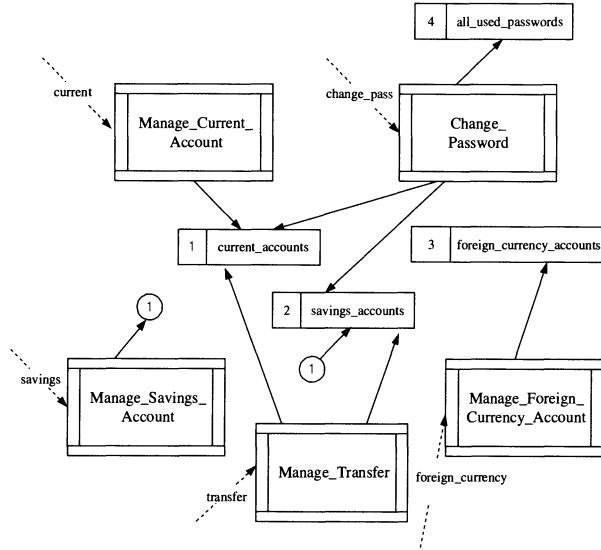 4 all_used_passwords
current
change_pass
Manage_Current_
Account
Change_
Password
1 current_accounts
3 foreign_currency_accounts
1
2 savings_accounts
1
savings
Manage_Savings_
Account
Manage_Foreign_
Currency_Account
Manage_Transfer
transfer
foreign_currency